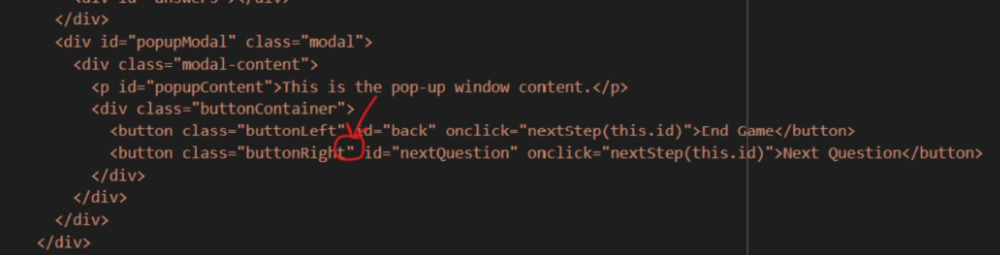 <div id="answers"></div>
</div>
<div id="popupModal" class="modal">
<div class="modal-content">
<p id="popupContent">This is the pop-up window content.</p>
<div class="buttonContainer">
<button class="buttonLeft" id="back" onclick="nextStep(this.id)">End Game</button>
<button class="buttonRight" id="nextQuestion" onclick="nextStep(this.id)">Next Question</button>
</div>
</div>
</div>
</div>